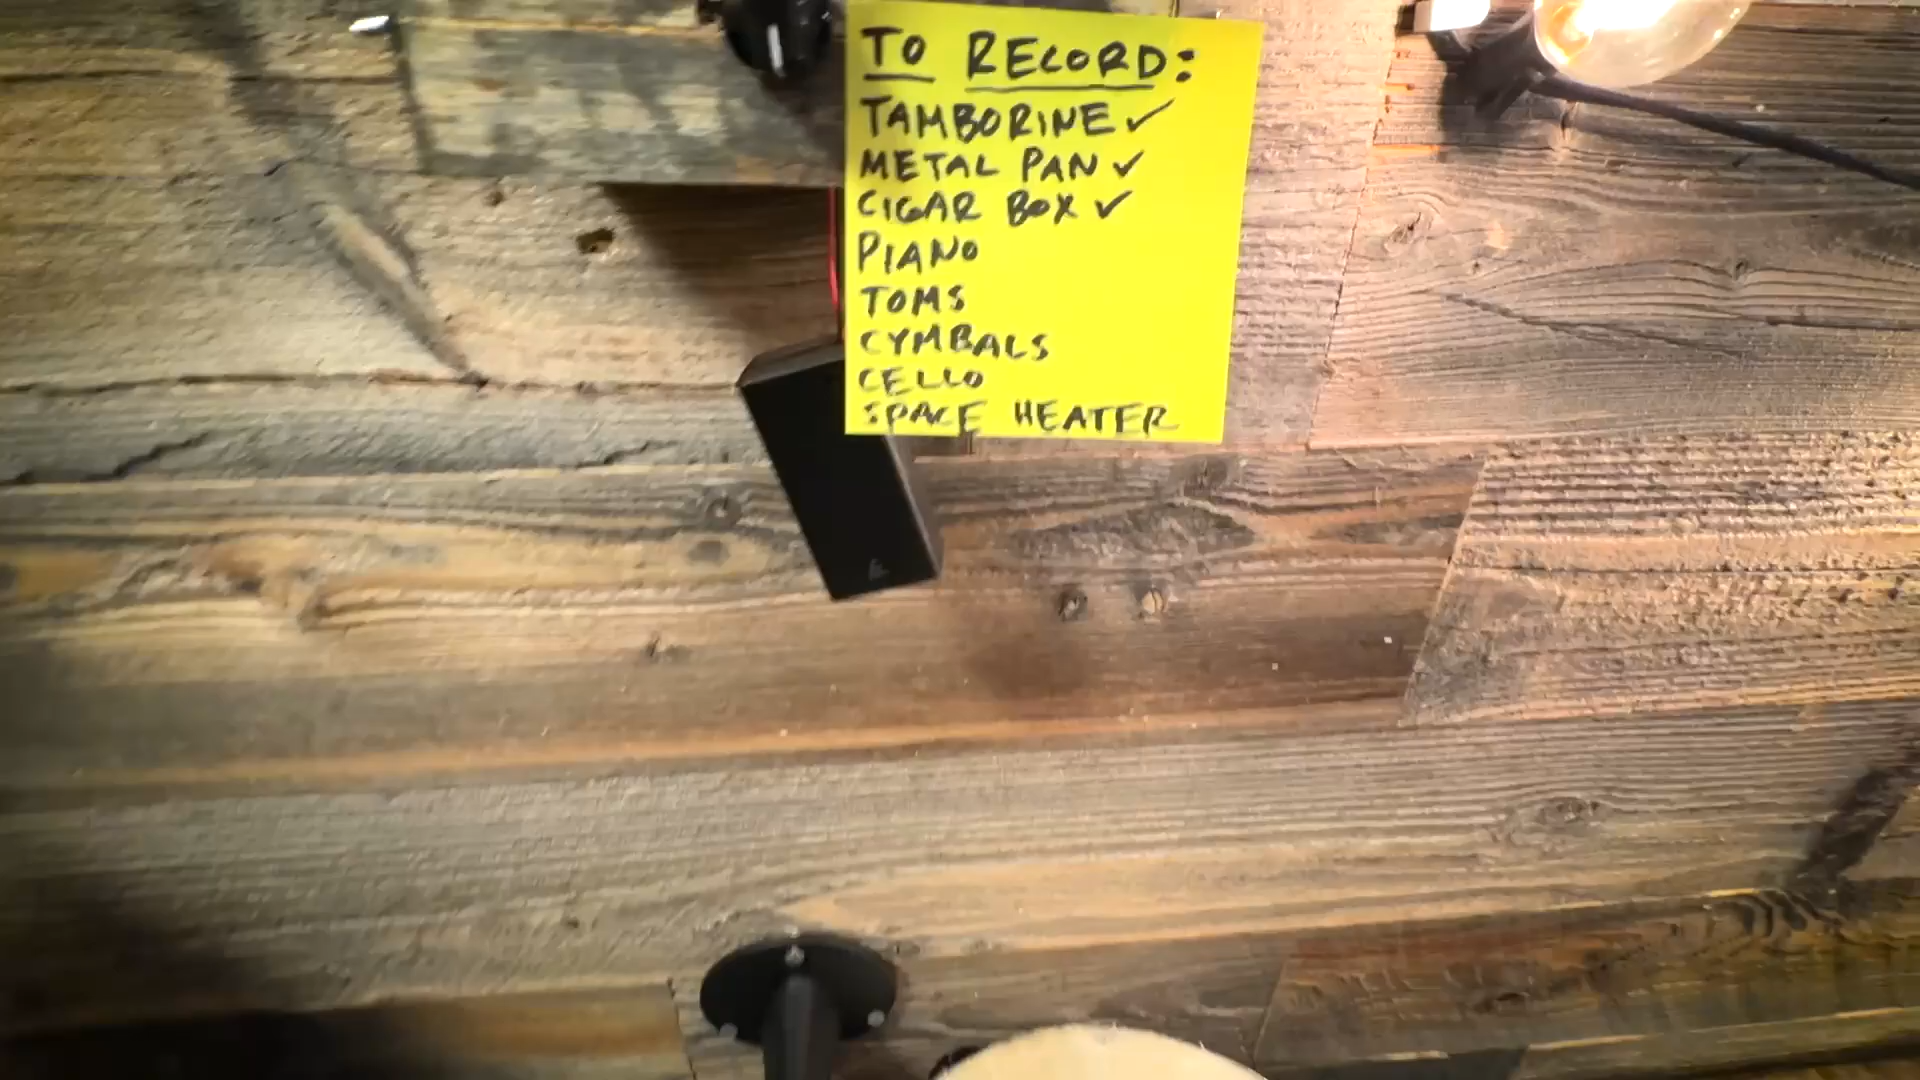 TO RECORD:
TAMBORINE ✓
METAL PAN ✓
CIGAR BOX ✓
PIANO
TOMS
CYMBALS
CELLO
SPACE HEATER